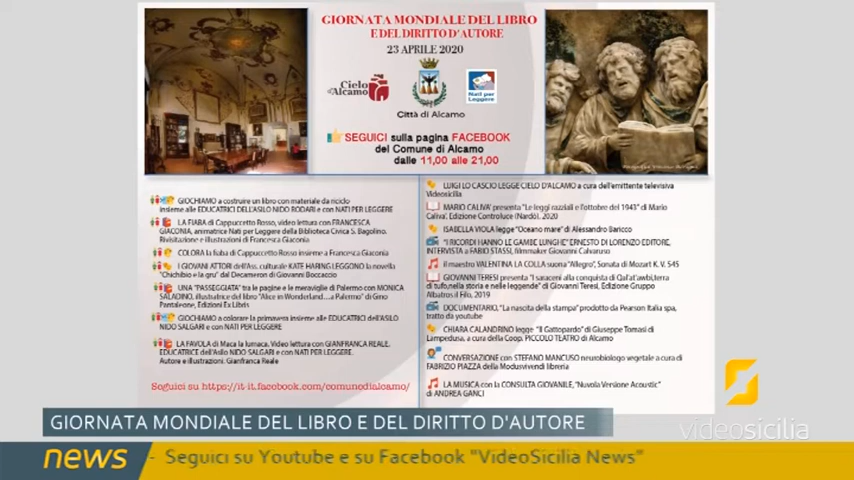 GIORNATA MONDIALE DEL LIBRO
E DEL DIRITTO D'AUTORE
23 APRILE 2020
Cielo
d'Alcamo
Nati per
Leggere
Città di Alcamo
SEGUICI sulla pagina FACEBOOK
del Comune di Alcamo
dalle 11,00 alle 21,00
GIOCHIAMO a costruire un libro con materiale da riciclo
insieme alle EDUCATRICI DELL'ASILO NIDO RODARI e con NATI PER LEGGERE
LA FIABA di Cappuccetto Rosso, video lettura con FRANCESCA
GIACONIA, animatrice Nati per Leggere della Biblioteca Civica S. Bagolino.
Rivisitazione e illustrazioni di Francesca Giaconia
COLORA la fiaba di Cappuccetto Rosso insieme a Francesca Giaconia
I GIOVANI ATTORI dell'Ass. culturale KATE HARING LEGGONO la novella
"Chichibìo e la gru" del Decameron di Giovanni Boccaccio
UNA "PASSEGGIATA" tra le pagine e le meraviglie di Palermo con MONICA
SALADINO, illustratrice del libro "Alice in Wonderland...a Palermo" di Gino
Pantaleone, Edizioni Ex Libris
GIOCHIAMO a colorare la primavera insieme alle EDUCATRICI dell'ASILO
NIDO SALGARI e con NATI PER LEGGERE
LA FAVOLA di Maca la lumaca, Video lettura con GIANFRANCA REALE,
EDUCATRICE dell'Asilo NIDO SALGARI e con NATI PER LEGGERE.
Autore e illustrazioni: Gianfranca Reale
Seguici su https://it-it.facebook.com/comunedialcamo/
LUIGI LO CASCIO LEGGE CIELO D'ALCAMO a cura dell'emittente televisiva
Videosicilia
MARIO CALIVA' presenta "Le leggi razziali e l'ottobre del 1943" di Mario
Caliva'. Edizione Controluce (Nardò), 2020
ISABELLA VIOLA legge "Oceano mare" di Alessandro Baricco
"I RICORDI HANNO LE GAMBE LUNGHE" ERNESTO DI LORENZO EDITORE,
INTERVISTA a FABIO STASSI, filmmaker Giovanni Calvaruso
il maestro VALENTINA LA COLLA suona "Allegro", Sonata di Mozart K. V. 545
GIOVANNI TERESI presenta "I saraceni alla conquista di Qal'at'awbi,terra
di tufo,nella storia e nelle leggende" di Giovanni Teresi, Edizione Gruppo
Albatros il Filo, 2019
DOCUMENTARIO, "La nascita della stampa" prodotto da Pearson Italia spa,
tratto da youtube
CHIARA CALANDRINO legge "Il Gattopardo" di Giuseppe Tomasi di
Lampedusa, a cura della Coop. PICCOLO TEATRO di Alcamo
CONVERSAZIONE con STEFANO MANCUSO neurobiologo vegetale a cura di
FABRIZIO PIAZZA della Modusvivendi libreria
LA MUSICA con la CONSULTA GIOVANILE, "Nuvola Versione Acoustic"
di ANDREA GANCI
GIORNATA MONDIALE DEL LIBRO E DEL DIRITTO D'AUTORE
videosicilia
news
- Seguici su Youtube e su Facebook "VideoSicilia News"